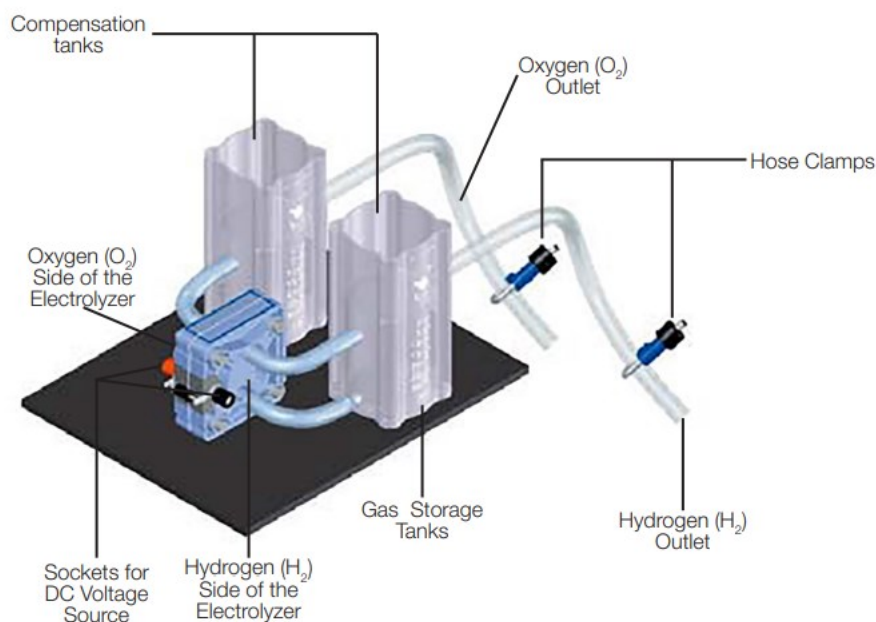 Compensation
tanks
Oxygen (O₂)
Outlet
Hose Clamps
Oxygen (O₂)
Side of the
Electrolyzer
Gas Storage
Tanks
Hydrogen (H₂)
Outlet
Sockets for
DC Voltage
Source
Hydrogen (H₂)
Side of the
Electrolyzer